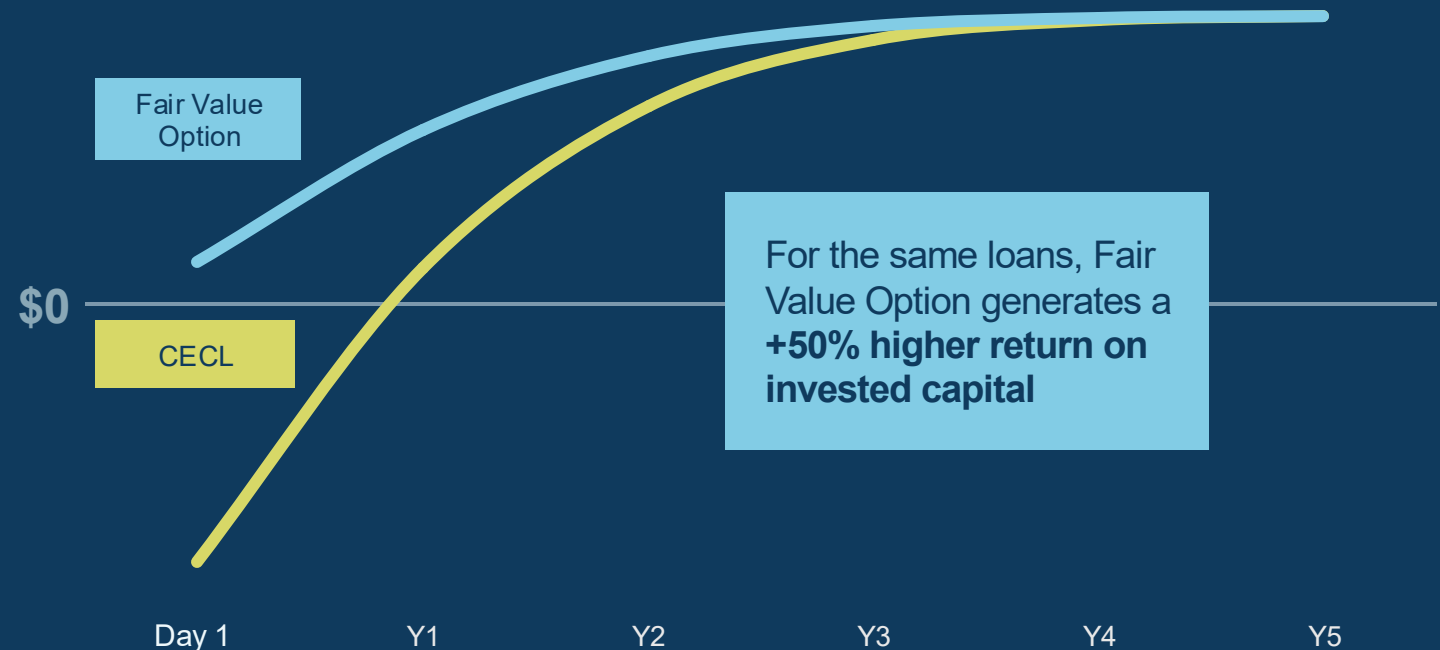 Fair Value
Option
$0
CECL
For the same loans, Fair
Value Option generates a
+50% higher return on
invested capital
Day 1 Y1 Y2 Y3 Y4 Y5